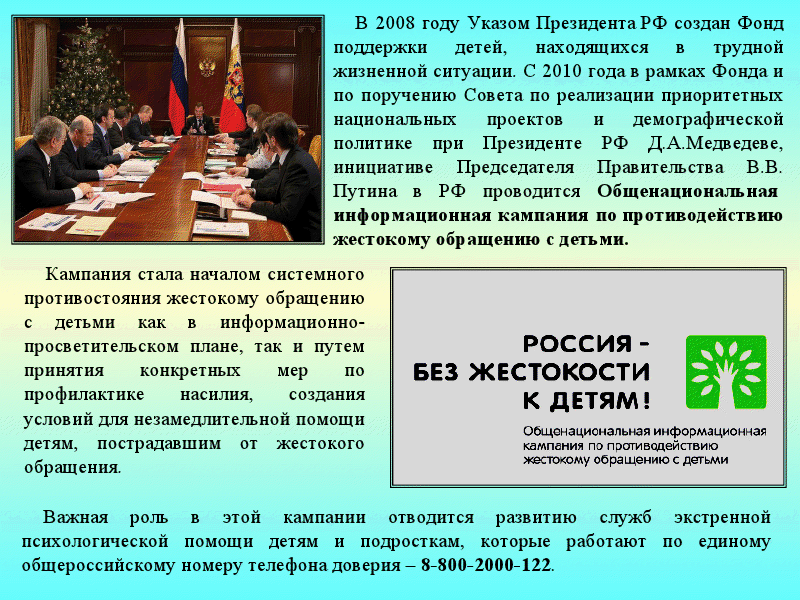 В 2008 году Указом Президента РФ создан Фонд
поддержки детей, находящихся в трудной
жизненной ситуации. С 2010 года в рамках Фонда и
по поручению Совета по реализации приоритетных
национальных проектов и демографической
политике при Президенте РФ Д.А.Медведеве,
инициативе Председателя Правительства В.В.
Путина в РФ проводится Общенациональная
информационная кампания по противодействию
жестокому обращению с детьми.
Кампания стала началом системного
противостояния жестокому обращению
с детьми как в информационно-
просветительском плане, так и путем
принятия конкретных мер по
профилактике насилия, создания
условий для незамедлительной помощи
детям, пострадавшим от жестокого
обращения.
РОССИЯ -
БЕЗ ЖЕСТОКОСТИ
К ДЕТЯМ!
Общенациональная информационная
кампания по противодействию
жестокому обращению с детьми
Важная роль в этой кампании отводится развитию служб экстренной
психологической помощи детям и подросткам, которые работают по единому
общероссийскому номеру телефона доверия – 8-800-2000-122.